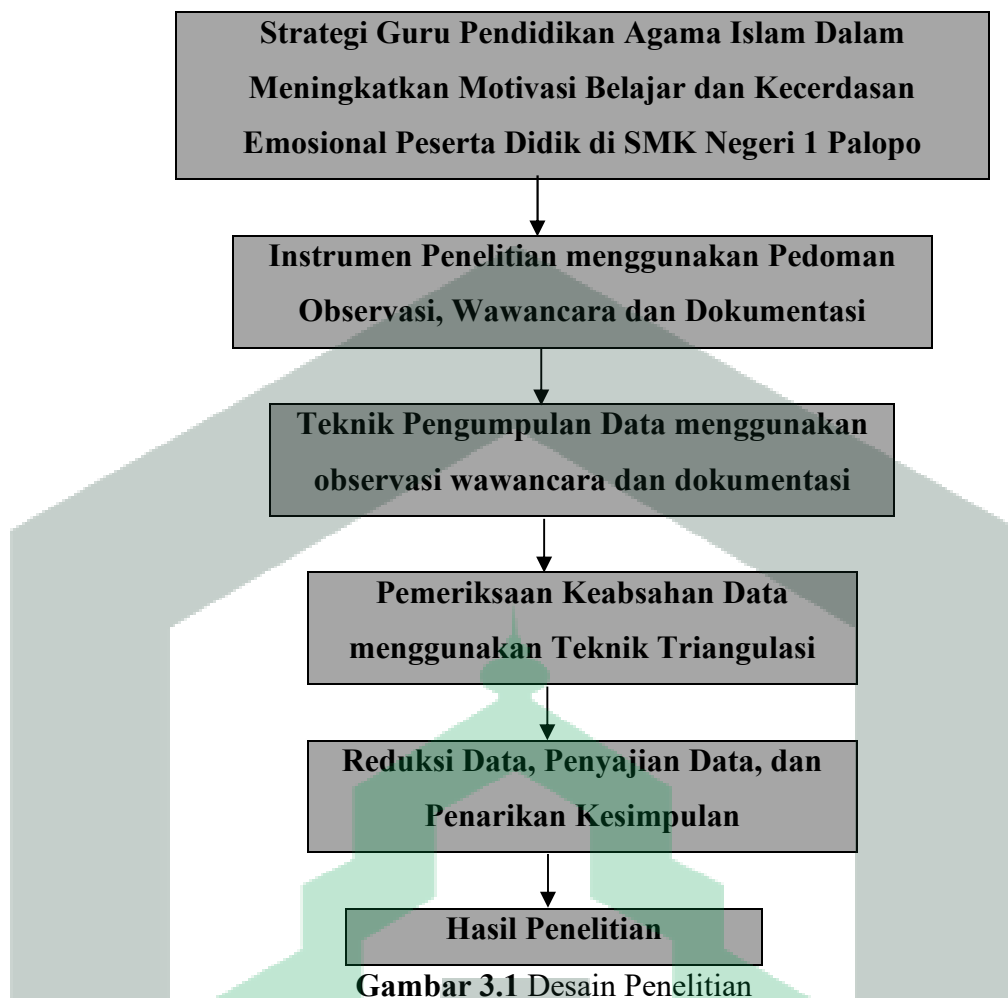 Strategi Guru Pendidikan Agama Islam Dalam
Meningkatkan Motivasi Belajar dan Kecerdasan
Emosional Peserta Didik di SMK Negeri 1 Palopo
Instrumen Penelitian menggunakan Pedoman
Observasi, Wawancara dan Dokumentasi
Teknik Pengumpulan Data menggunakan
observasi wawancara dan dokumentasi
Pemeriksaan Keabsahan Data
menggunakan Teknik Triangulasi
Reduksi Data, Penyajian Data, dan
Penarikan Kesimpulan
Hasil Penelitian
Gambar 3.1 Desain Penelitian